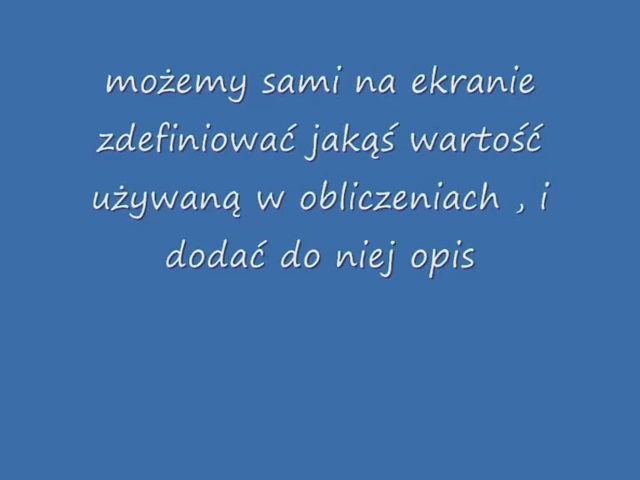 możemy sami na ekranie
zdefiniować jakąś wartość
używaną w obliczeniach , i
dodać do niej opis